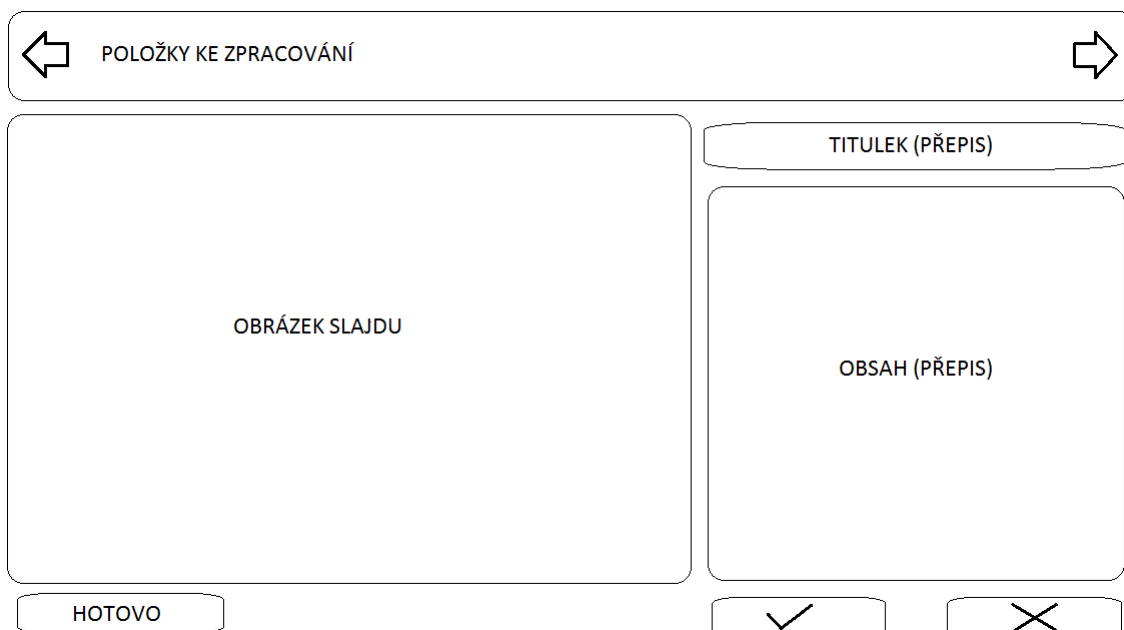 POLOŽKY KE ZPRACOVÁNÍ
TITULEK (PŘEPIS)
OBRÁZEK SLAJDU
OBSAH (PŘEPIS)
HOTOVO